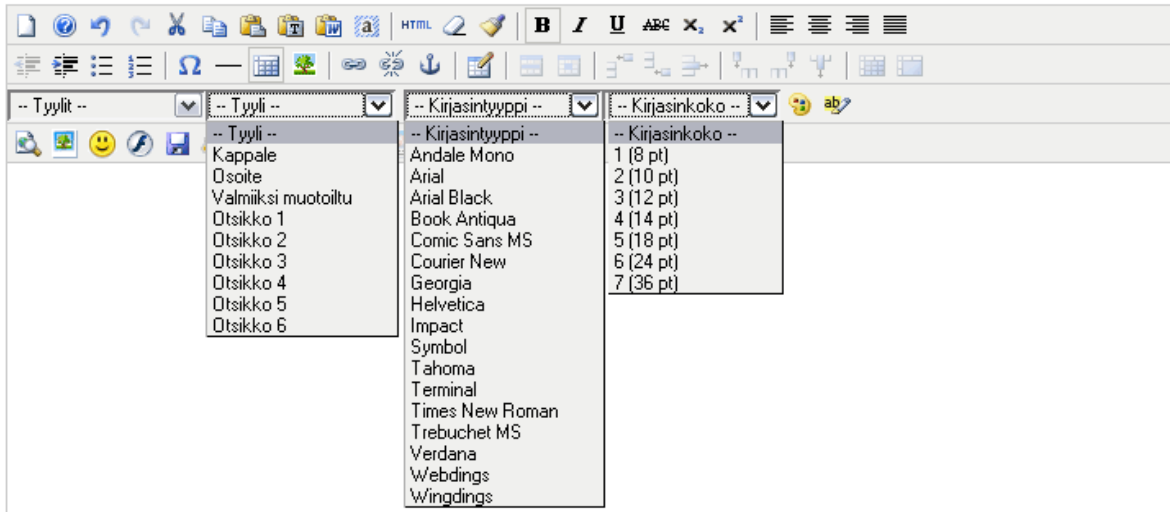 HTML B I U ABC X₂ X²
Ω
-- Tyylit -- -- Tyyli -- -- Kirjasintyyppi -- -- Kirjasinkoko -- ab
-- Tyyli --
Kappale
Osoite
Valmiiksi muotoiltu
Otsikko 1
Otsikko 2
Otsikko 3
Otsikko 4
Otsikko 5
Otsikko 6
-- Kirjasintyyppi --
Andale Mono
Arial
Arial Black
Book Antiqua
Comic Sans MS
Courier New
Georgia
Helvetica
Impact
Symbol
Tahoma
Terminal
Times New Roman
Trebuchet MS
Verdana
Webdings
Wingdings
-- Kirjasinkoko --
1 (8 pt)
2 (10 pt)
3 (12 pt)
4 (14 pt)
5 (18 pt)
6 (24 pt)
7 (36 pt)